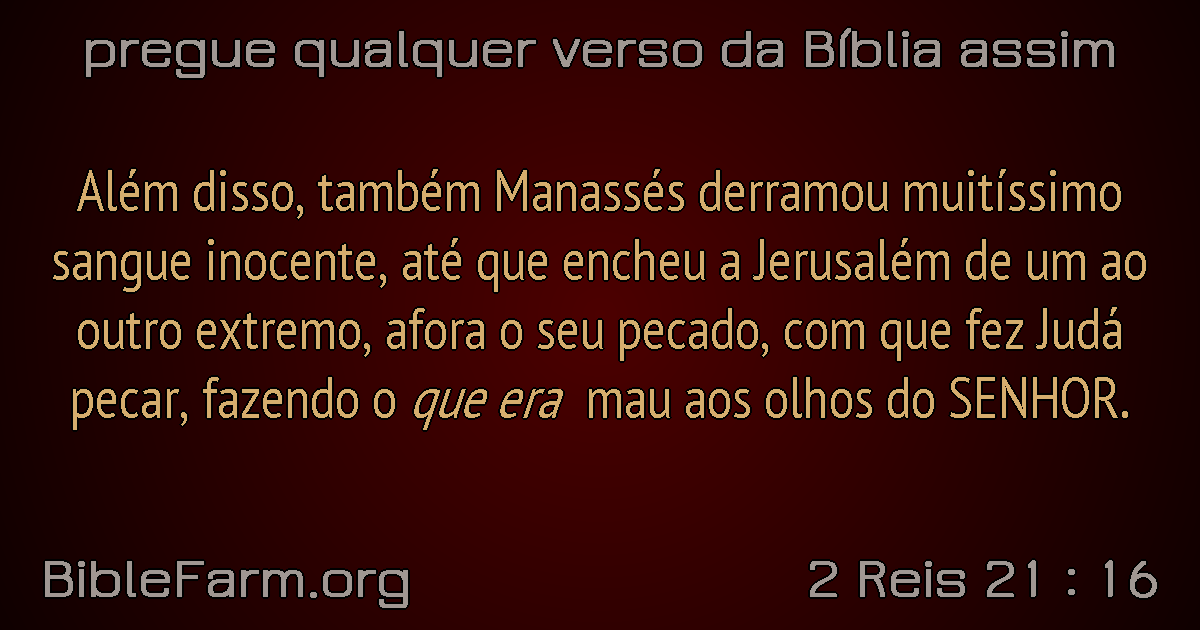 pregue qualquer verso da Bíblia assim
Além disso, também Manassés derramou muitíssimo
sangue inocente, até que encheu a Jerusalém de um ao
outro extremo, afora o seu pecado, com que fez Judá
pecar, fazendo o que era mau aos olhos do SENHOR.
BibleFarm.org
2 Reis 21 : 16